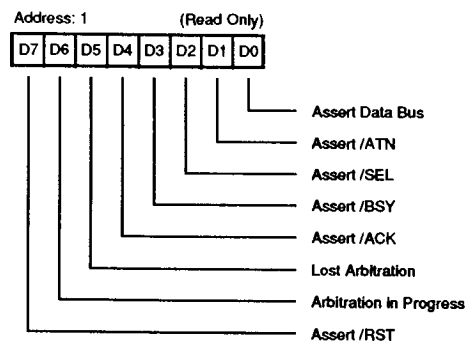 Address: 1 (Read Only)
D7 D6 D5 D4 D3 D2 D1 D0
Assert Data Bus
Assert /ATN
Assert /SEL
Assert /BSY
Assert /ACK
Lost Arbitration
Arbitration in Progress
Assert /RST